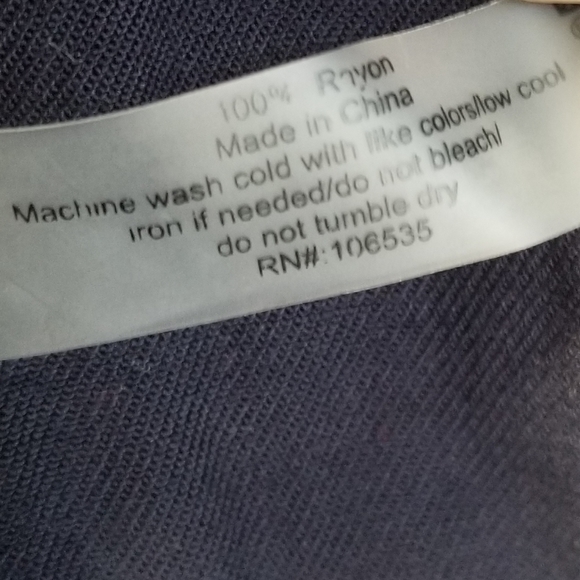 100% Rayon
Made in China
Machine wash cold with like colors/low cool
iron if needed/do not bleach/
do not tumble dry
RN#:106535